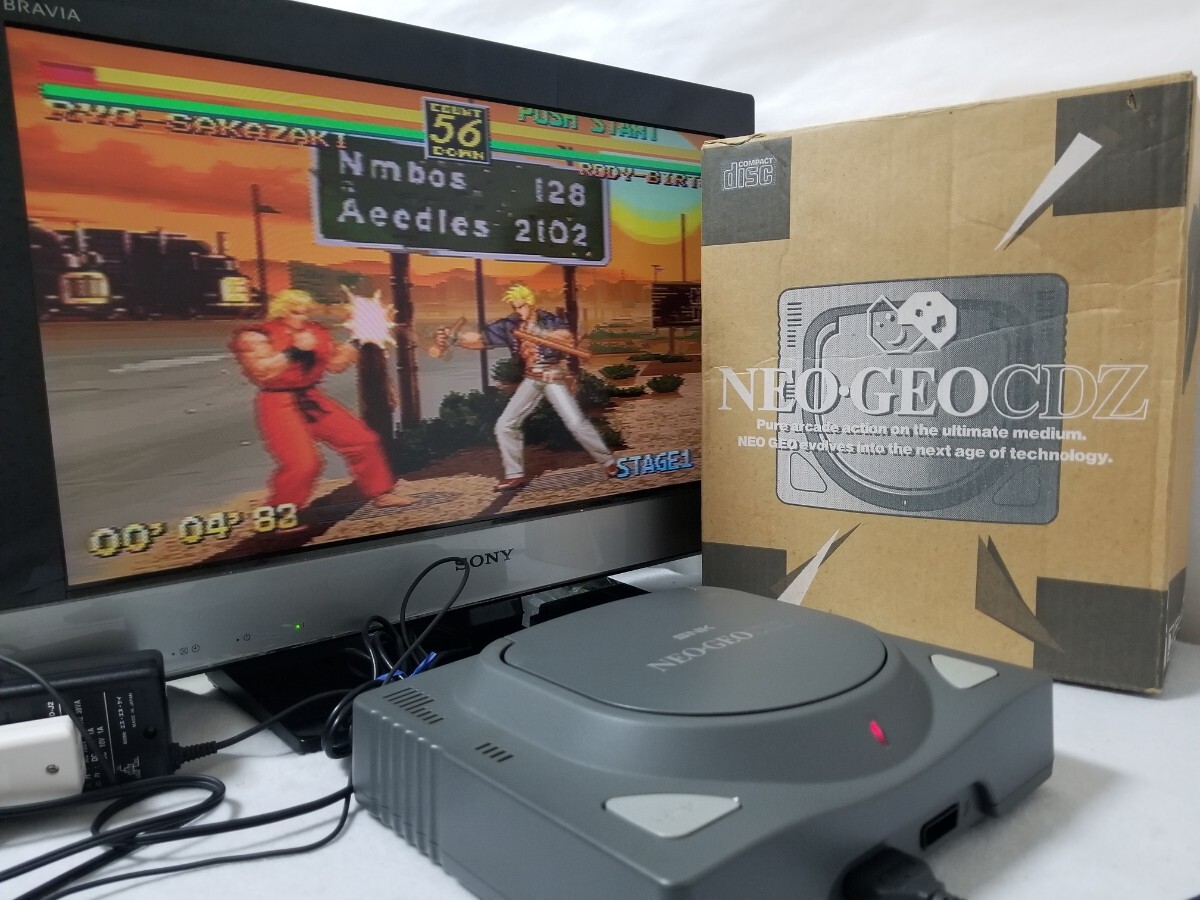 BRAVIA
RYO-SAKAZAKI
COUNT
56
DOWN
PUSH START
RODY-BIRT
Nmbos 128
Aeedles 2102
STAGE1
00' 04' 83
SONY
COMPACT
disc
NEO·GEO CDZ
Pure arcade action on the ultimate medium.
NEO GEO evolves into the next age of technology.
SNK
NEO·GEO CDZ